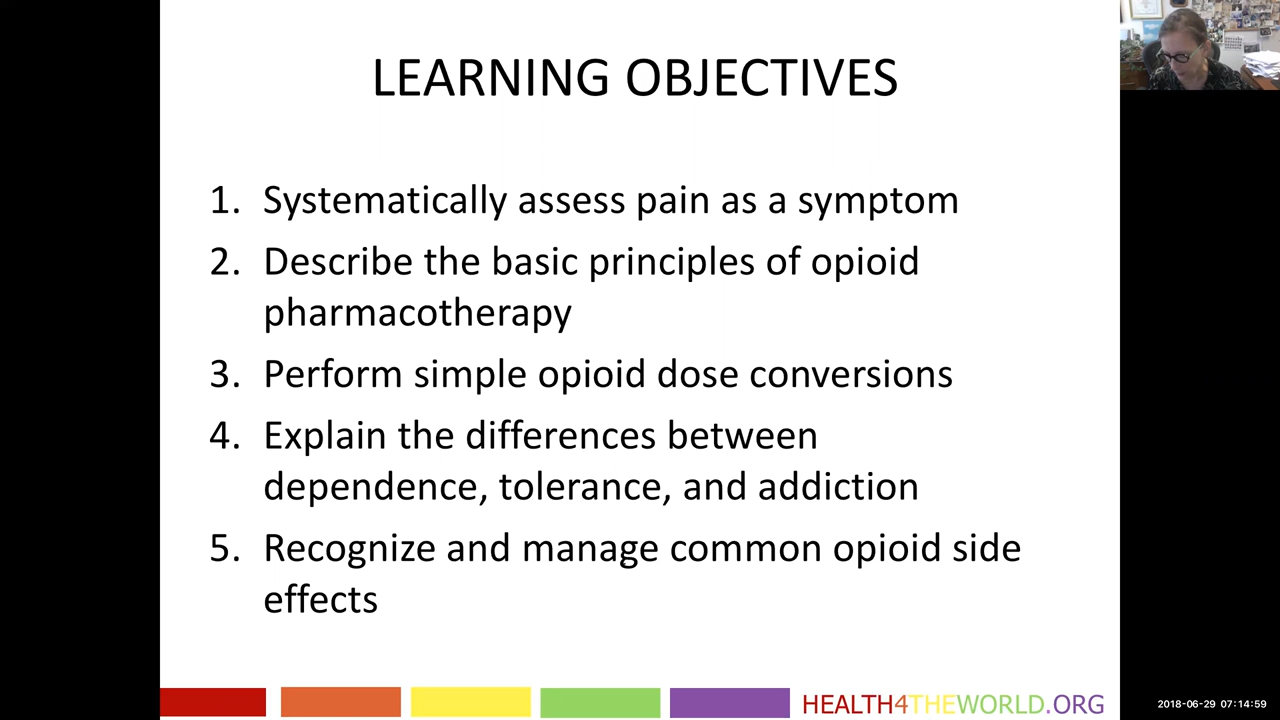 LEARNING OBJECTIVES
1. Systematically assess pain as a symptom
2. Describe the basic principles of opioid
pharmacotherapy
3. Perform simple opioid dose conversions
4. Explain the differences between
dependence, tolerance, and addiction
5. Recognize and manage common opioid side
effects
HEALTH4THEWORLD.ORG
2018-06-29 07:14:59